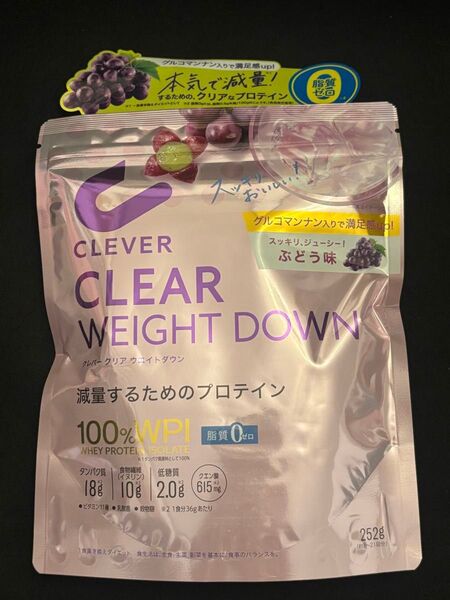 グルコマンナン入りで満足感up!
本気で減量!
するための、クリアなプロテイン
脂質
ゼロ
スッキリ
おいしい!
CLEVER
グルコマンナン入りで満足感up!
スッキリ、ジューシー!
ぶどう味
CLEAR
WEIGHT DOWN
クレバー クリア ウエイトダウン
減量するためのプロテイン
100% WPI 脂質0ゼロ
WHEY PROTEIN ISOLATE
タンパク質 食物繊維 (イヌリン) 低糖質 クエン酸
18g 10g 2.0g 615mg
●ビタミン11種 ●乳酸菌 ●穀物麹 ※2 1食分36gあたり
252g